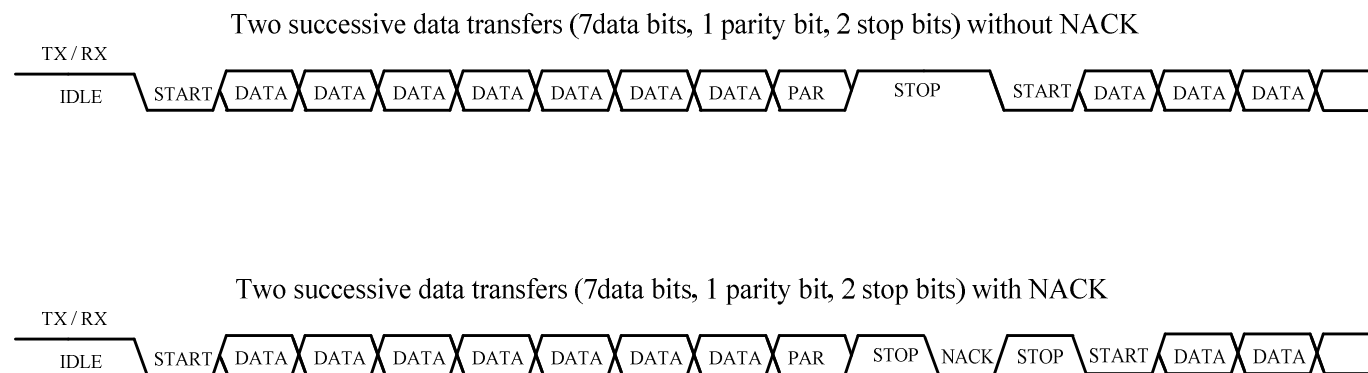 Two successive data transfers (7data bits, 1 parity bit, 2 stop bits) without NACK
TX / RX
IDLE START DATA DATA DATA DATA DATA DATA DATA PAR STOP START DATA DATA DATA
Two successive data transfers (7data bits, 1 parity bit, 2 stop bits) with NACK
TX / RX
IDLE START DATA DATA DATA DATA DATA DATA DATA PAR STOP NACK STOP START DATA DATA